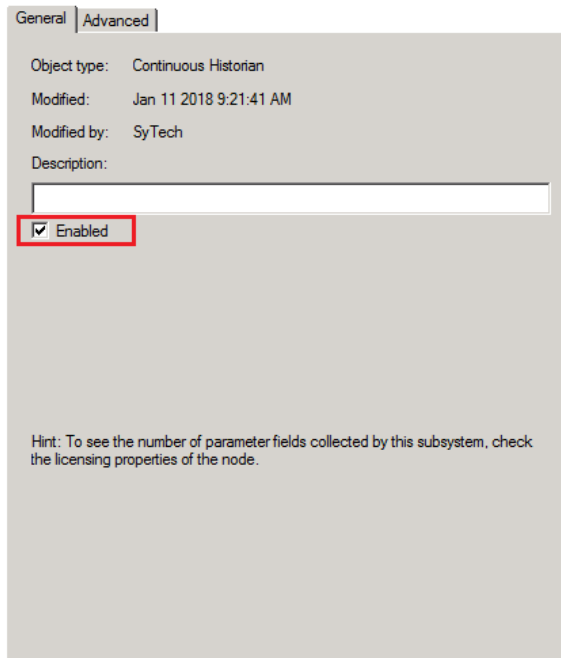 General Advanced
Object type: Continuous Historian
Modified: Jan 11 2018 9:21:41 AM
Modified by: SyTech
Description:
Enabled
Hint: To see the number of parameter fields collected by this subsystem, check
the licensing properties of the node.